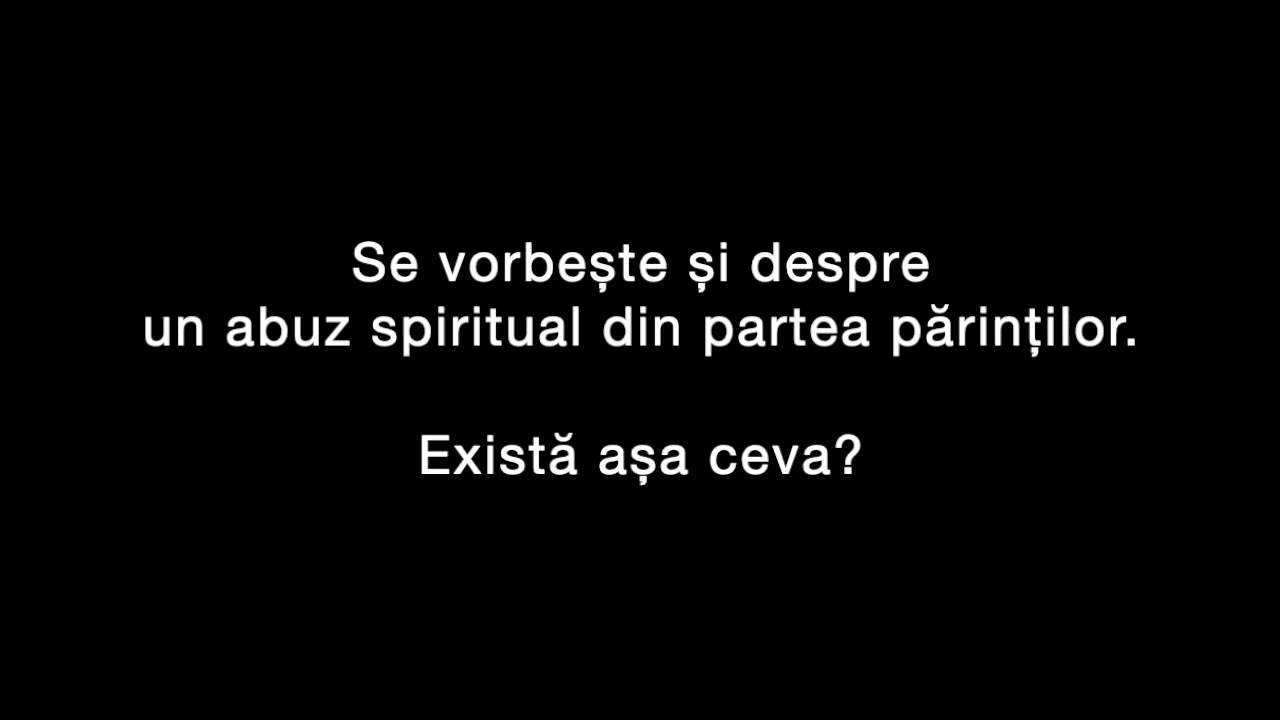 Se vorbește și despre
un abuz spiritual din partea părinților.
Există așa ceva?